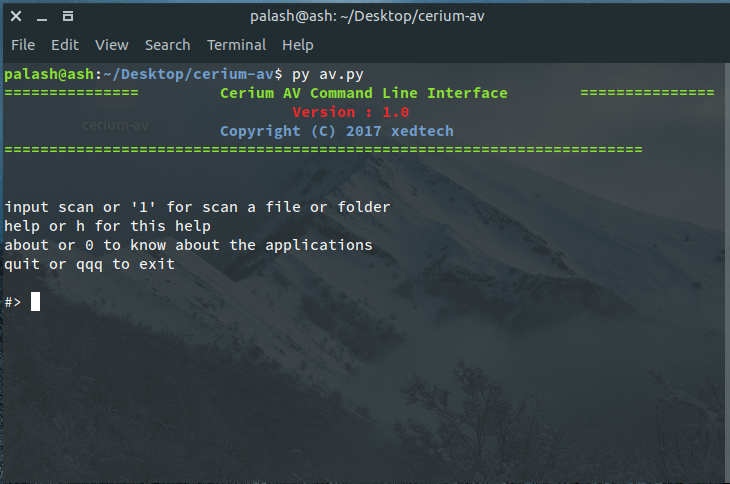 palash@ash: ~/Desktop/cerium-av
File Edit View Search Terminal Help
palash@ash:~/Desktop/cerium-av$ py av.py
=============== Cerium AV Command Line Interface ===============
Version : 1.0
cerium-av
Copyright (C) 2017 xedtech
=======================================================================
input scan or '1' for scan a file or folder
help or h for this help
about or 0 to know about the applications
quit or qqq to exit
#>